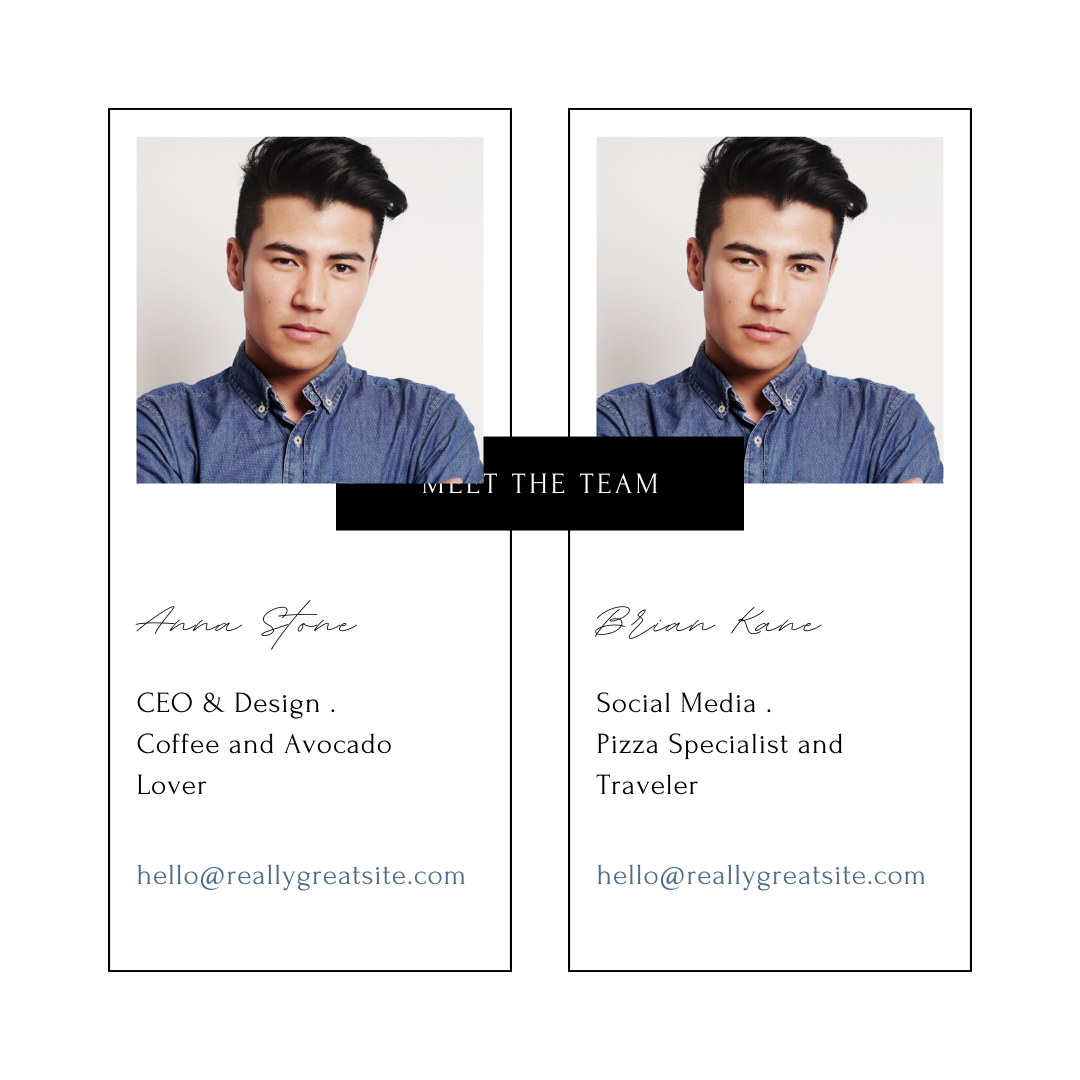 MEET THE TEAM
Anna Stone
CEO & Design .
Coffee and Avocado
Lover
hello@reallygreatsite.com
Brian Kane
Social Media .
Pizza Specialist and
Traveler
hello@reallygreatsite.com